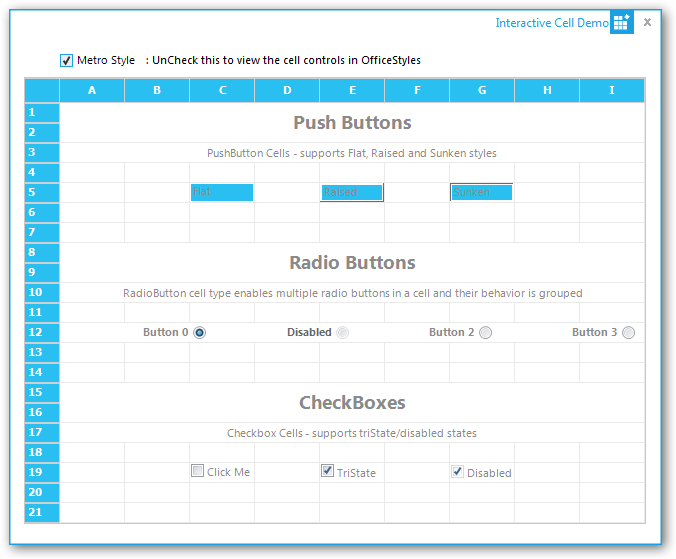 Interactive Cell Demo
Metro Style : UnCheck this to view the cell controls in OfficeStyles
A B C D E F G H I
1
Push Buttons
2
3 PushButton Cells - supports Flat, Raised and Sunken styles
4
5 Flat Raised Sunken
6
7
8
Radio Buttons
9
10 RadioButton cell type enables multiple radio buttons in a cell and their behavior is grouped
11
12 Button 0 Disabled Button 2 Button 3
13
14
15
CheckBoxes
16
17 Checkbox Cells - supports triState/disabled states
18
19 Click Me TriState Disabled
20
21